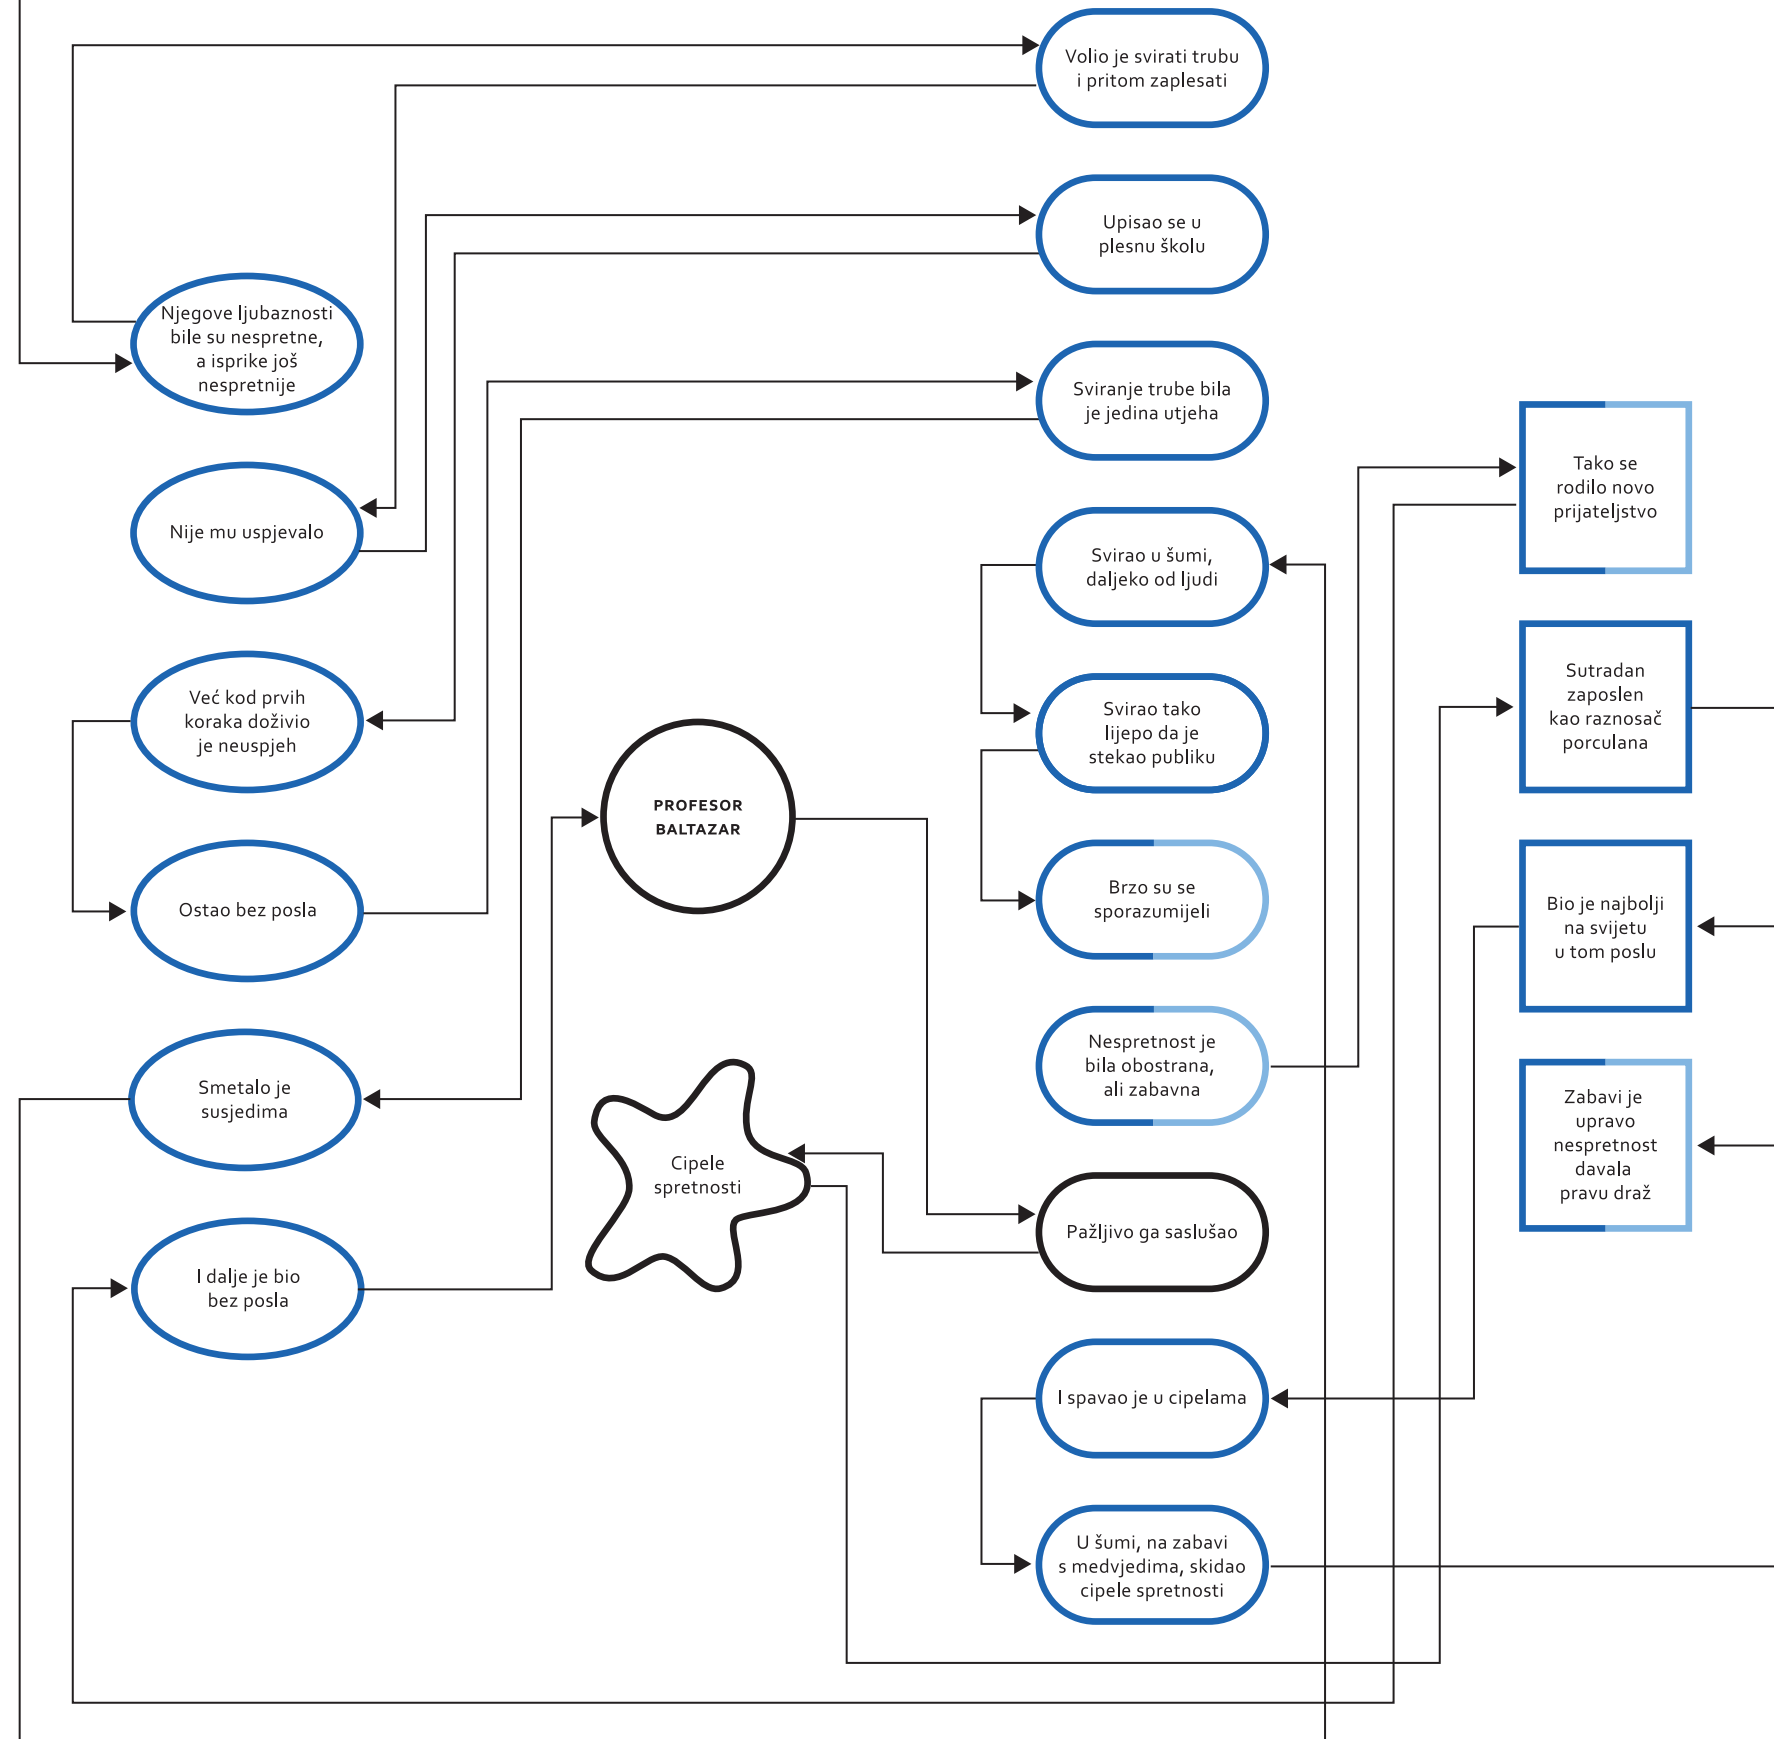 Volio je svirati trubu
i pritom zaplesati
Upisao se u
plesnu školu
Njegove ljubaznosti
bile su nespretne,
a isprike još
nespretnije
Sviranje trube bila
je jedina utjeha
Tako se
rodilo novo
prijateljstvo
Nije mu uspjevalo
Svirao u šumi,
daljeko od ljudi
Sutradan
zaposlen
kao raznosač
porculana
Već kod prvih
koraka doživio
je neuspjeh
Svirao tako
lijepo da je
stekao publiku
PROFESOR
BALTAZAR
Ostao bez posla
Brzo su se
sporazumijeli
Bio je najbolji
na svijetu
u tom poslu
Nespretnost je
bila obostrana,
ali zabavna
Smetalo je
susjedima
Zabavi je
upravo
nespretnost
davala
pravu draž
Cipele
spretnosti
Pažljivo ga saslušao
I dalje je bio
bez posla
I spavao je u cipelama
U šumi, na zabavi
s medvjedima, skidao
cipele spretnosti